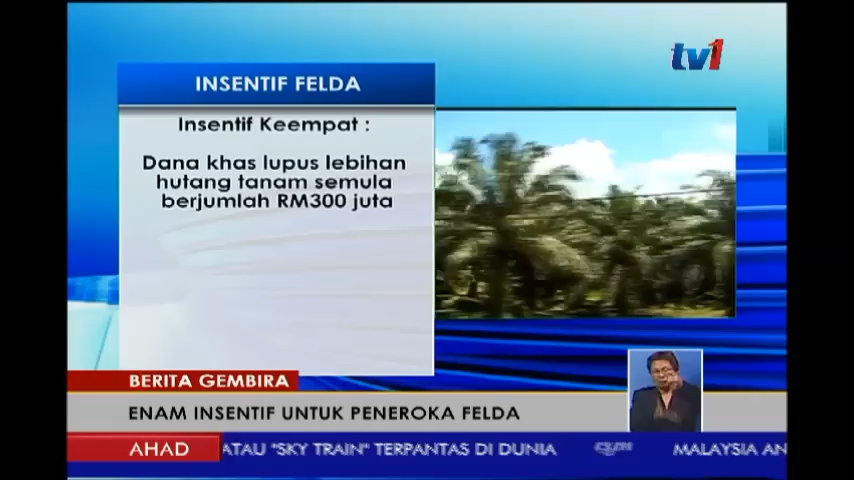 tv1
INSENTIF FELDA
Insentif Keempat :
Dana khas lupus lebihan
hutang tanam semula
berjumlah RM300 juta
BERITA GEMBIRA
ENAM INSENTIF UNTUK PENEROKA FELDA
AHAD
ATAU "SKY TRAIN" TERPANTAS DI DUNIA
MALAYSIA AN